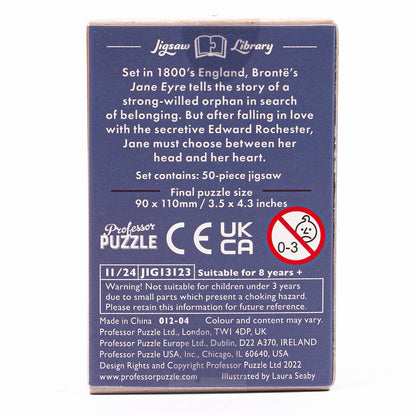 Jigsaw Library
Set in 1800's England, Brontë's
Jane Eyre tells the story of a
strong-willed orphan in search
of belonging. But after falling in love
with the secretive Edward Rochester,
Jane must choose between her
head and her heart.
Set contains: 50-piece jigsaw
Final puzzle size
90 x 110mm / 3.5 x 4.3 inches
Professor
PUZZLE
CE
UK
CA
0-3
11/24 JIG13123 Suitable for 8 years +
Warning! Not suitable for children under 3 years
due to small parts which present a choking hazard.
Please retain this information for future reference.
Made in China 012-04 Colour and content may vary.
Professor Puzzle Ltd., London, TW1 4DP, UK
Professor Puzzle Europe Ltd., Dublin, D22 A370, IRELAND
Professor Puzzle USA, Inc., Chicago, IL 60640, USA
Design Rights and Copyright Professor Puzzle Ltd 2022
www.professorpuzzle.com Illustrated by Laura Seaby